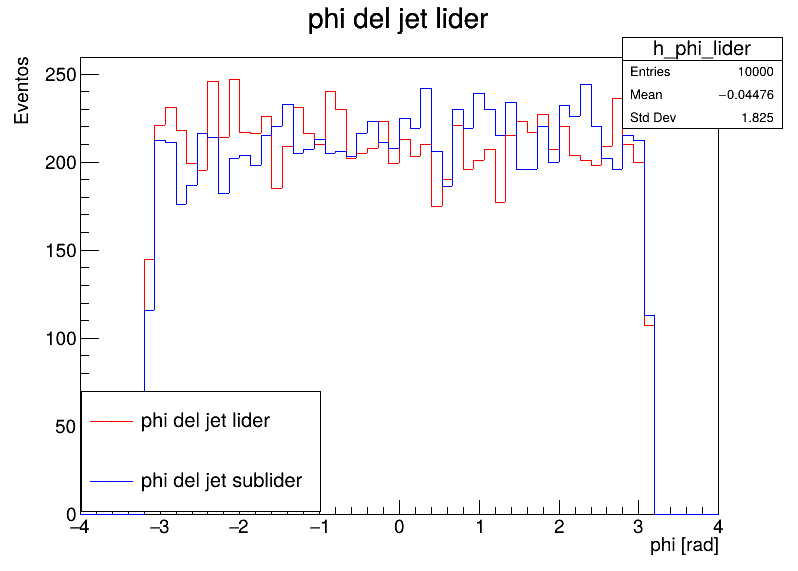 phi del jet lider
h_phi_lider
Entries 10000
Mean −0.04476
Std Dev 1.825
Eventos
250
200
150
100
50
0
phi del jet lider
phi del jet sublider
−4 −3 −2 −1 0 1 2 3 4
phi [rad]